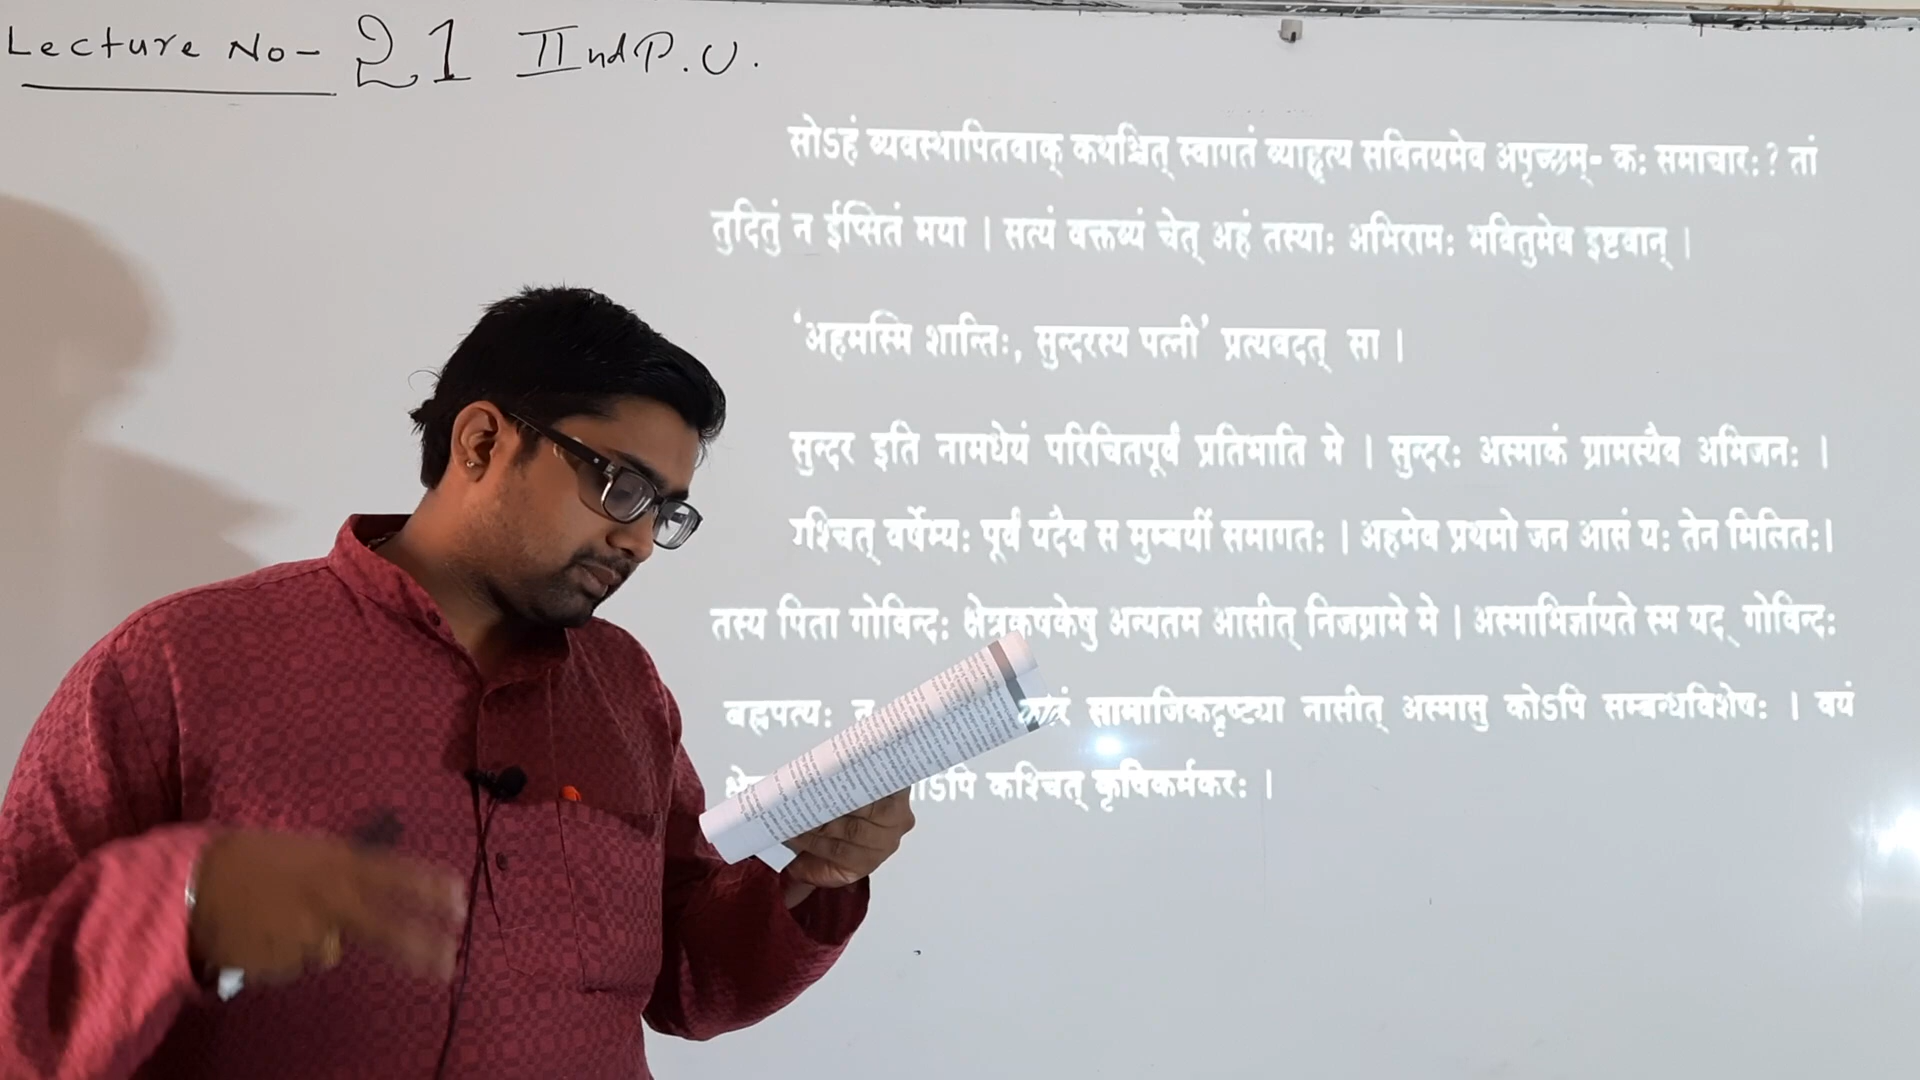 Lecture No- 21 IInd P.U.
सोऽहं व्यवस्थापितवाक् कथञ्चित् स्वागतं व्याहृत्य सविनयमेव अपृच्छम्- कः समाचारः ? तां
तुदितुं न ईप्सितं मया । सत्यं वक्तव्यं चेत् अहं तस्याः अभिरामः भवितुमेव इष्टवान् ।
‘अहमस्मि शान्तिः, सुन्दरस्य पत्नी’ प्रत्यवदत् सा ।
सुन्दर इति नामधेयं परिचितपूर्वं प्रतिभाति मे । सुन्दरः अस्माकं ग्रामस्यैव अभिजनः ।
वर्षेभ्यः पूर्वं यदैव स मुम्बयीं समागतः । अहमेव प्रथमो जन आसं यः तेन मिलितः।
तस्य पिता गोविन्दः क्षेत्रकृषकेषु अन्यतम आसीत् निजग्रामे मे । अस्माभिर्ज्ञायते स्म यद् गोविन्दः
बह्वपत्यः सामाजिकदृष्ट्या नासीत् अस्मासु कोऽपि सम्बन्धविशेषः । वयं
कश्चित् कृषिकर्मकरः ।